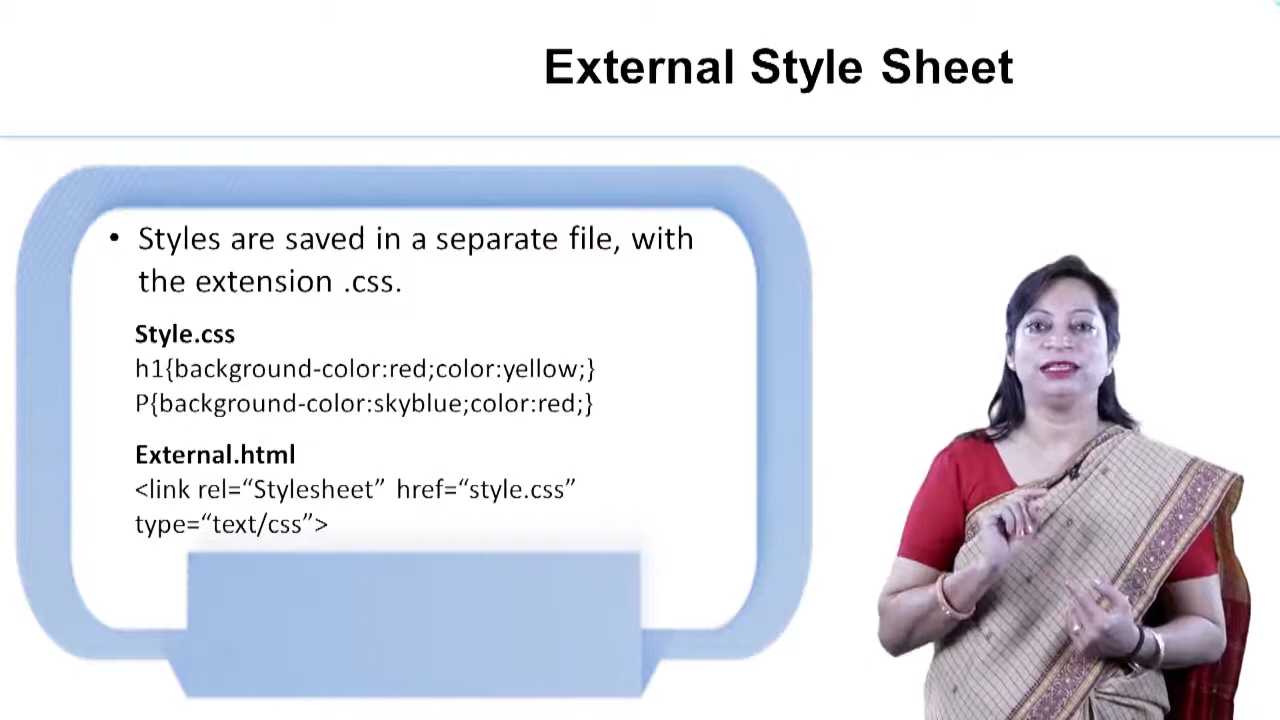 External Style Sheet
• Styles are saved in a separate file, with
the extension .css.
Style.css
h1{background-color:red;color:yellow;}
P{background-color:skyblue;color:red;}
External.html
<link rel=“Stylesheet” href=“style.css”
type=“text/css”>